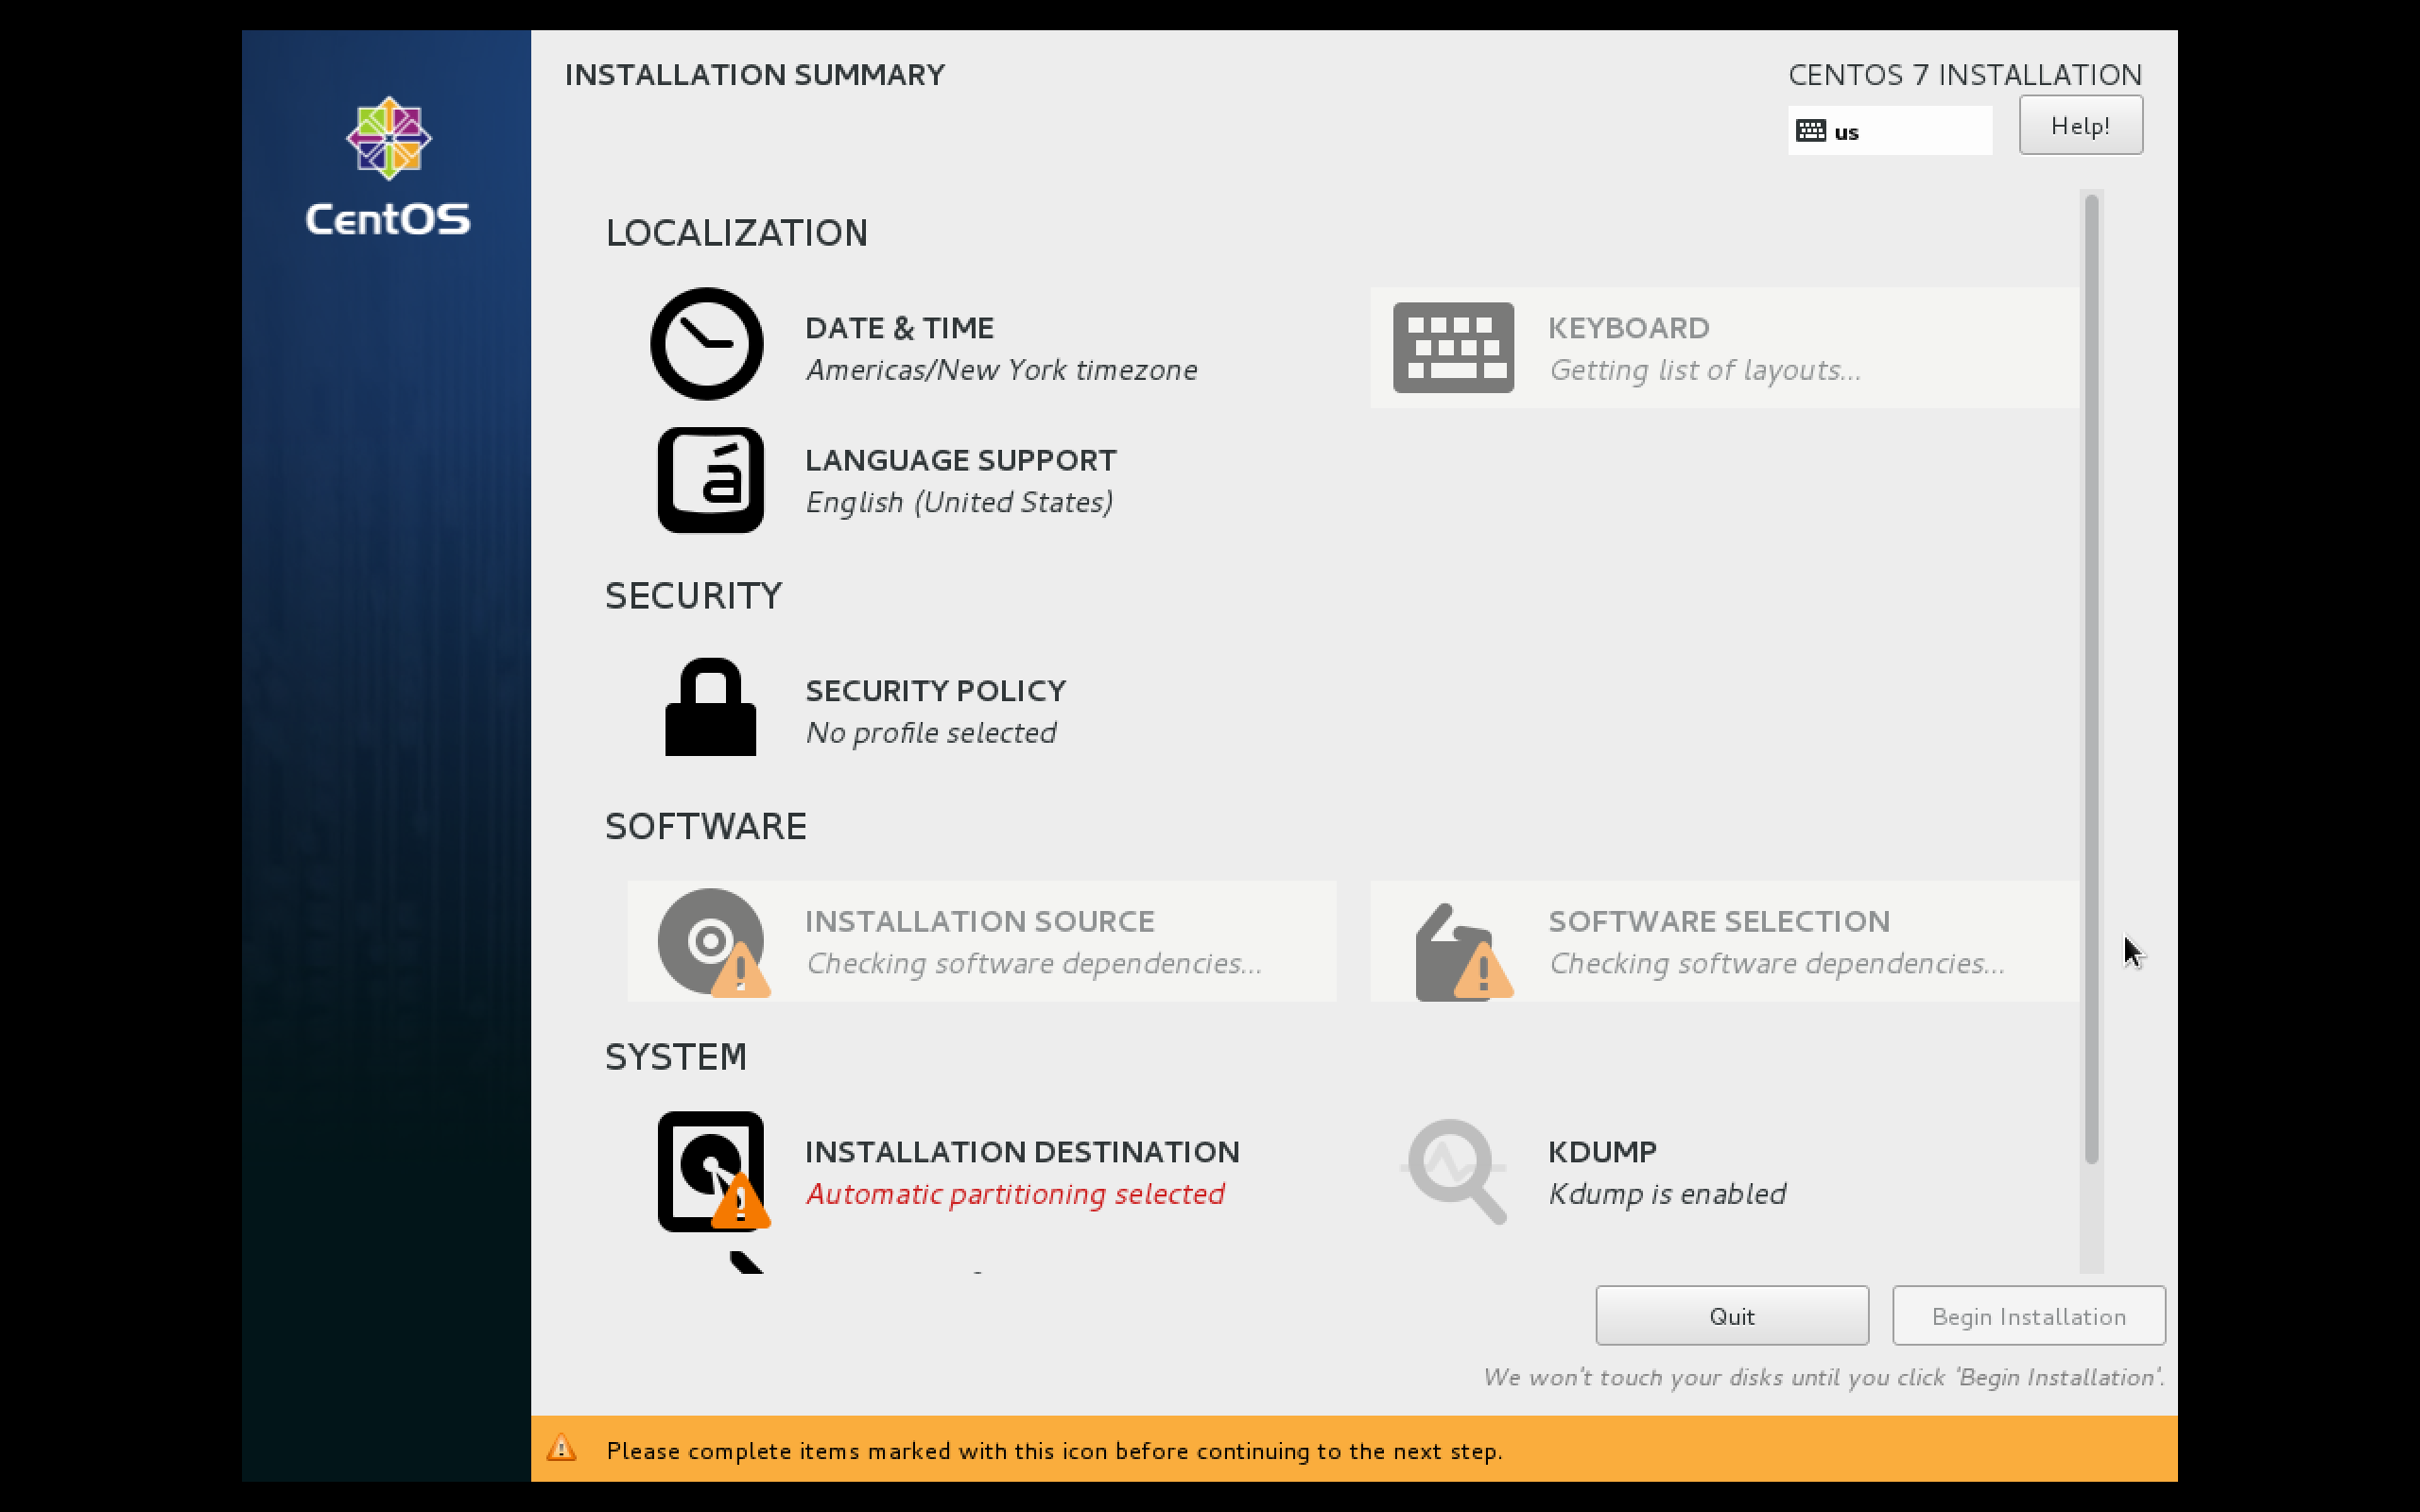 INSTALLATION SUMMARY
CENTOS 7 INSTALLATION
us
Help!
CentOS
LOCALIZATION
DATE & TIME
Americas/New York timezone
KEYBOARD
Getting list of layouts...
á
LANGUAGE SUPPORT
English (United States)
SECURITY
SECURITY POLICY
No profile selected
SOFTWARE
INSTALLATION SOURCE
Checking software dependencies...
SOFTWARE SELECTION
Checking software dependencies...
SYSTEM
INSTALLATION DESTINATION
Automatic partitioning selected
KDUMP
Kdump is enabled
Quit
Begin Installation
We won't touch your disks until you click 'Begin Installation'.
Please complete items marked with this icon before continuing to the next step.